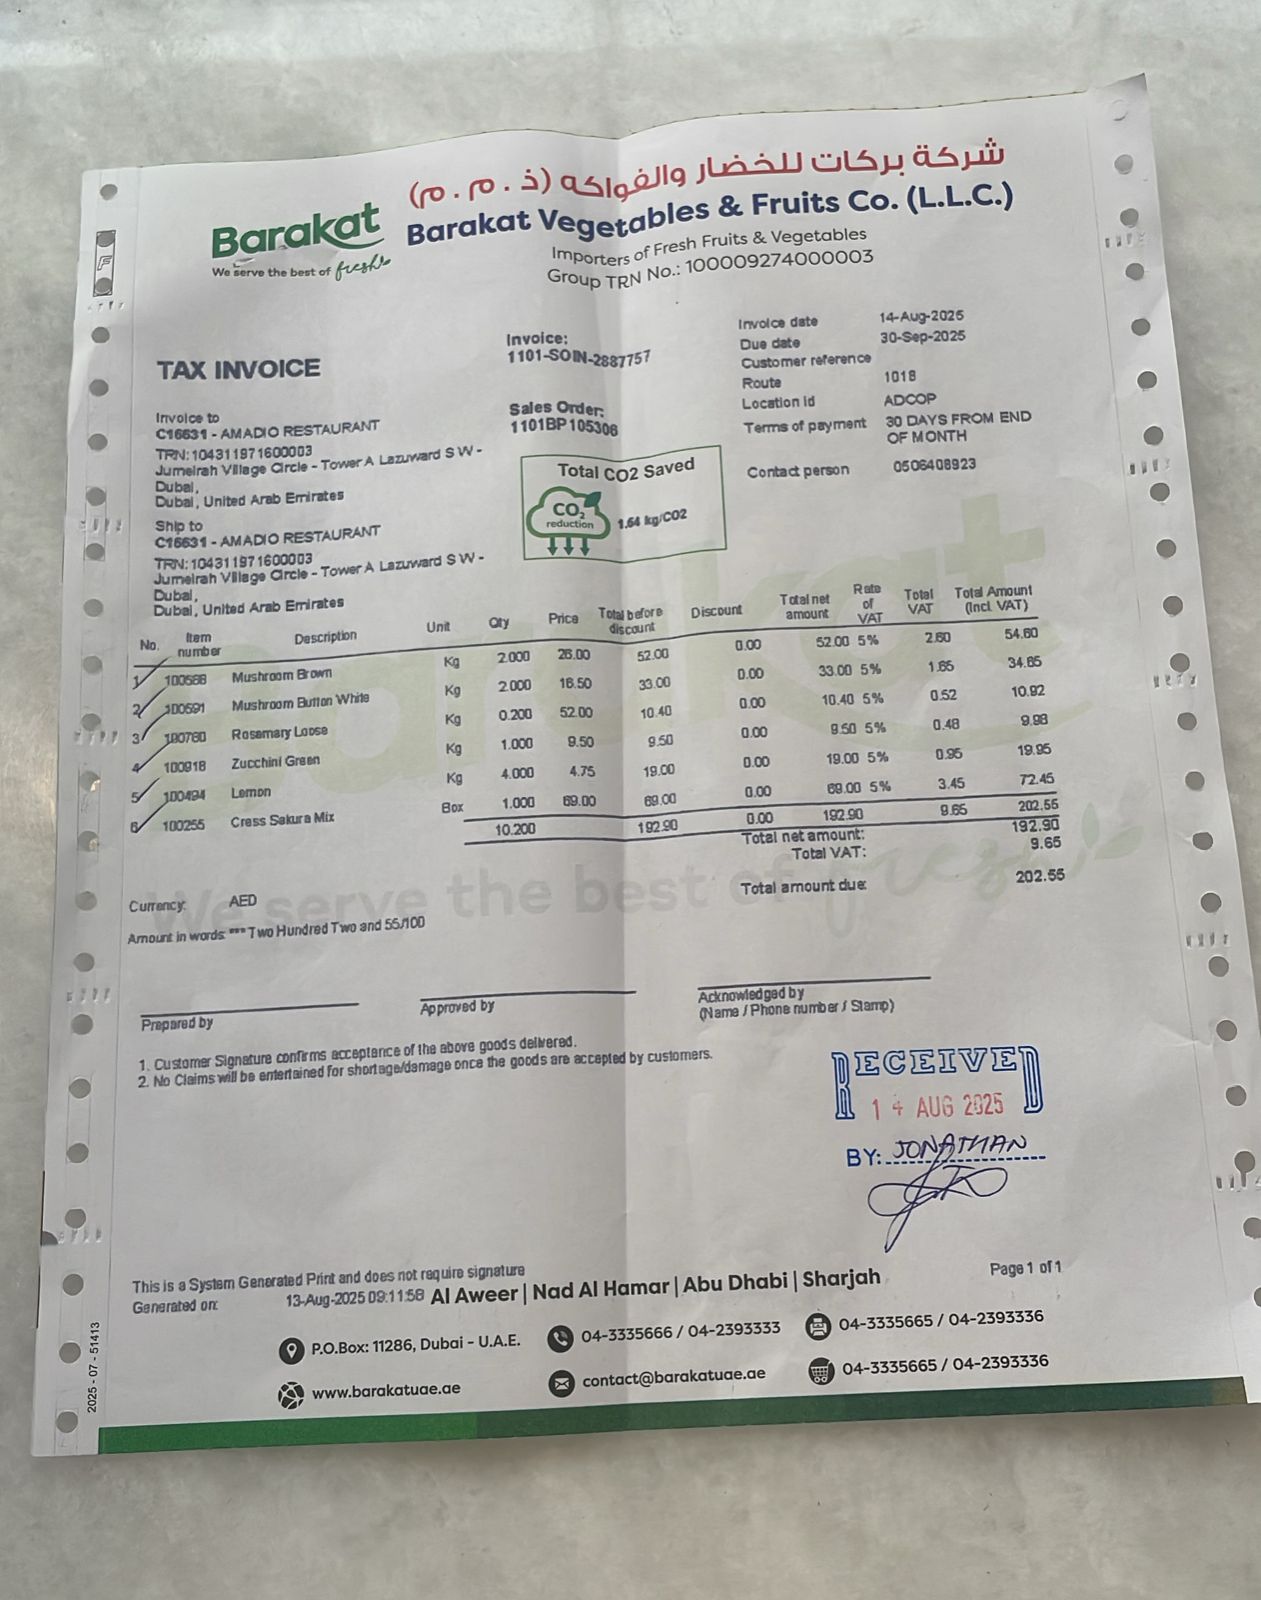 شركة بركات للخضار والفواكه (ذ.م.م)
Barakat
We serve the best of fresh
Barakat Vegetables & Fruits Co. (L.L.C.)
Importers of Fresh Fruits & Vegetables
Group TRN No.: 100009274000003
TAX INVOICE
Invoice:
1101-SOIN-2887757
Sales Order:
1101BP105306
Invoice date 14-Aug-2025
Due date 30-Sep-2025
Customer reference
Route 1018
Location id ADCOP
Terms of payment 30 DAYS FROM END
OF MONTH
Contact person 0506408923
Invoice to
C16631 - AMADIO RESTAURANT
TRN: 104311971600003
Jumeirah Village Circle - Tower A Lazuward S W -
Dubai,
Dubai, United Arab Emirates
Ship to
C16631 - AMADIO RESTAURANT
TRN: 104311971600003
Jumeirah Village Circle - Tower A Lazuward S W -
Dubai,
Dubai, United Arab Emirates
Total CO2 Saved
CO2
reduction
1.64 kg/CO2
No. Item number Description Unit Qty Price Total before discount Discount Total net amount Rate of VAT Total VAT Total Amount (Incl. VAT)
1 100588 Mushroom Brown Kg 2.000 26.00 52.00 0.00 52.00 5% 2.60 54.60
2 100591 Mushroom Button White Kg 2.000 16.50 33.00 0.00 33.00 5% 1.65 34.65
3 100760 Rosemary Loose Kg 0.200 52.00 10.40 0.00 10.40 5% 0.52 10.92
4 100918 Zucchini Green Kg 1.000 9.50 9.50 0.00 9.50 5% 0.48 9.98
5 100494 Lemon Kg 4.000 4.75 19.00 0.00 19.00 5% 0.95 19.95
6 100255 Cress Sakura Mix Box 1.000 69.00 69.00 0.00 69.00 5% 3.45 72.45
10.200 192.90 0.00 192.90 9.65 202.55
Total net amount: 192.90
Total VAT: 9.65
Total amount due: 202.55
Currency: AED
Amount in words: *** Two Hundred Two and 55/100
We serve the best of fresh
Prepared by
Approved by
Acknowledged by
(Name / Phone number / Stamp)
1. Customer Signature confirms acceptance of the above goods delivered.
2. No Claims will be entertained for shortage/damage once the goods are accepted by customers.
RECEIVED
14 AUG 2025
BY: JONATHAN
This is a System Generated Print and does not require signature
Generated on: 13-Aug-2025 09:11:58
Al Aweer | Nad Al Hamar | Abu Dhabi | Sharjah
Page 1 of 1
P.O.Box: 11286, Dubai - U.A.E.
04-3335666 / 04-2393333
04-3335665 / 04-2393336
www.barakatuae.ae
contact@barakatuae.ae
04-3335665 / 04-2393336
2025 - 07 - 51413